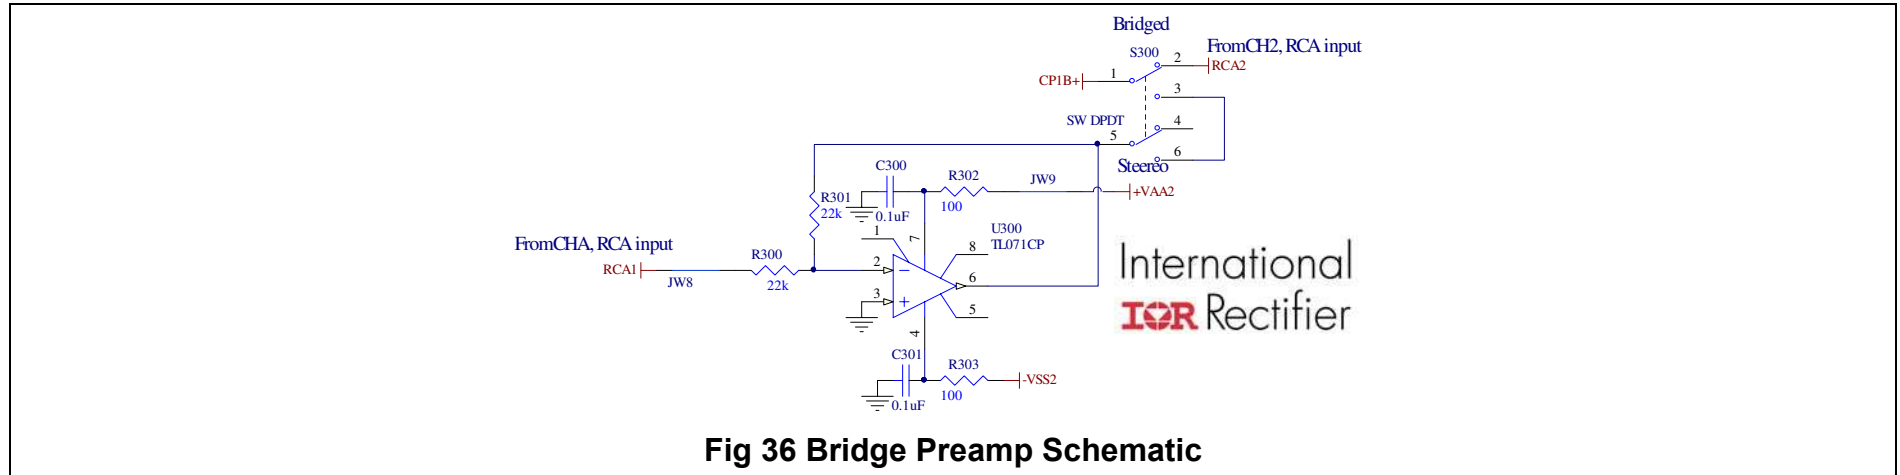 Bridged
FromCH2, RCA input
S300
2
RCA2
1
CP1B+
3
SW DPDT
4
5
6
Steereo
C300
R302
JW9
+VAA2
R301
22k
0.1uF
100
1
7
U300
TL071CP
FromCHA, RCA input
8
R300
RCA1
2
−
6
JW8
22k
3
+
5
4
International
IOR Rectifier
C301
R303
-VSS2
0.1uF
100
Fig 36 Bridge Preamp Schematic